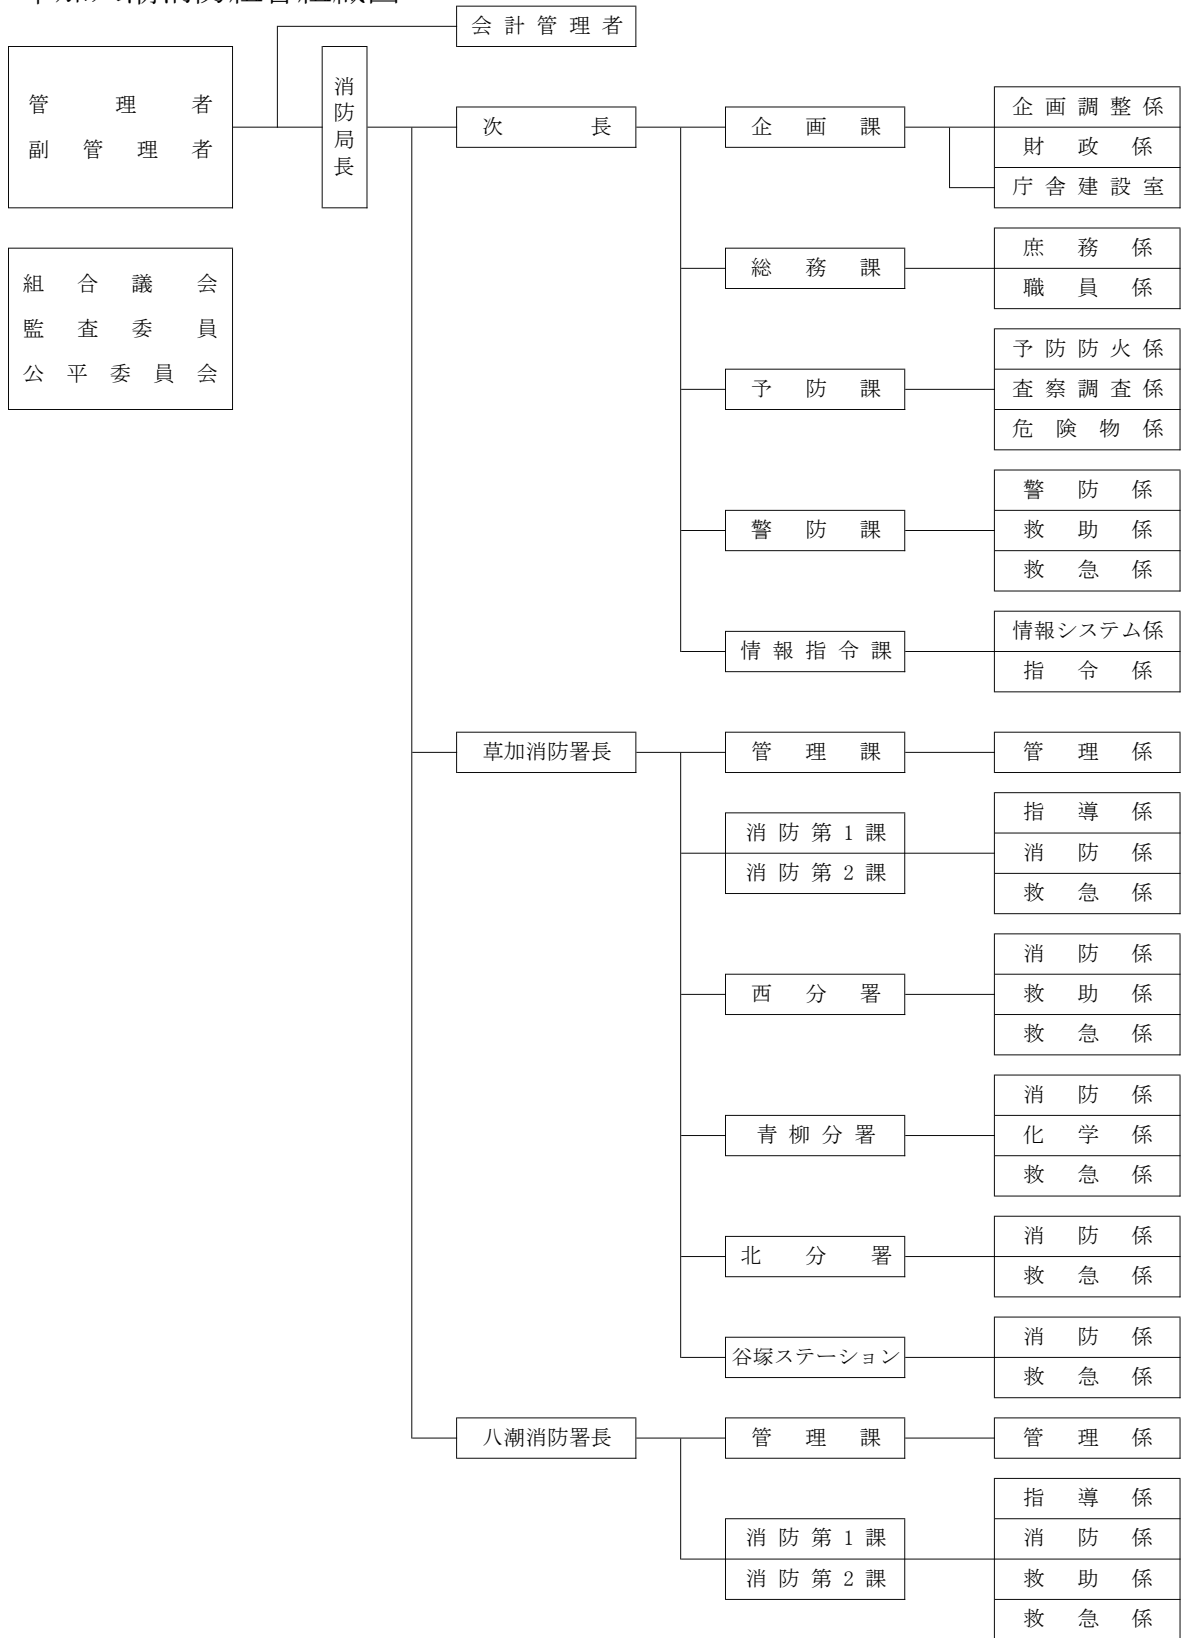 会計管理者
管理者
副管理者
消防局長
次長
企画課
企画調整係
財政係
庁舎建設室
組合議会
監査委員
公平委員会
総務課
庶務係
職員係
予防課
予防防火係
査察調査係
危険物係
警防課
警防係
救助係
救急係
情報指令課
情報システム係
指令係
草加消防署長
管理課
管理係
消防第1課
消防第2課
指導係
消防係
救急係
西分署
消防係
救助係
救急係
青柳分署
消防係
化学係
救急係
北分署
消防係
救急係
谷塚ステーション
消防係
救急係
八潮消防署長
管理課
管理係
消防第1課
消防第2課
指導係
消防係
救助係
救急係